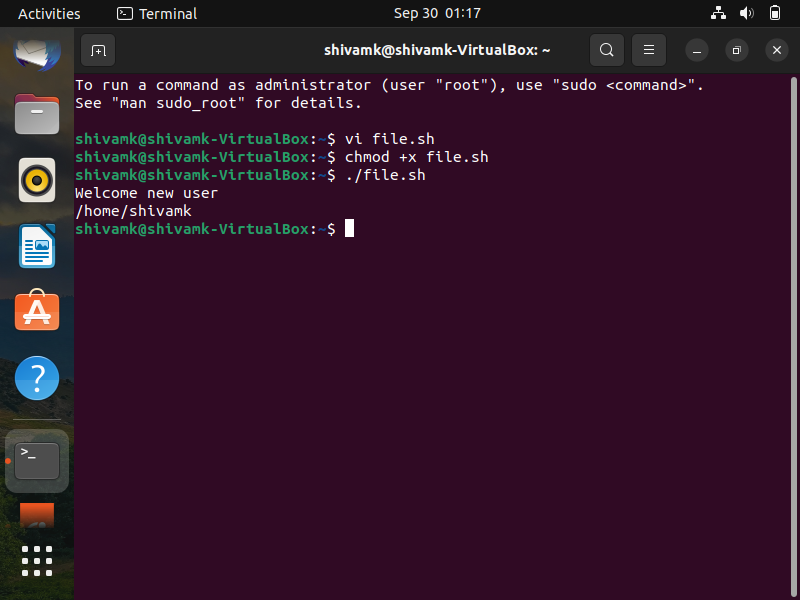 Activities Terminal Sep 30 01:17
shivamk@shivamk-VirtualBox: ~
To run a command as administrator (user "root"), use "sudo <command>".
See "man sudo_root" for details.
shivamk@shivamk-VirtualBox:~$ vi file.sh
shivamk@shivamk-VirtualBox:~$ chmod +x file.sh
shivamk@shivamk-VirtualBox:~$ ./file.sh
Welcome new user
/home/shivamk
shivamk@shivamk-VirtualBox:~$